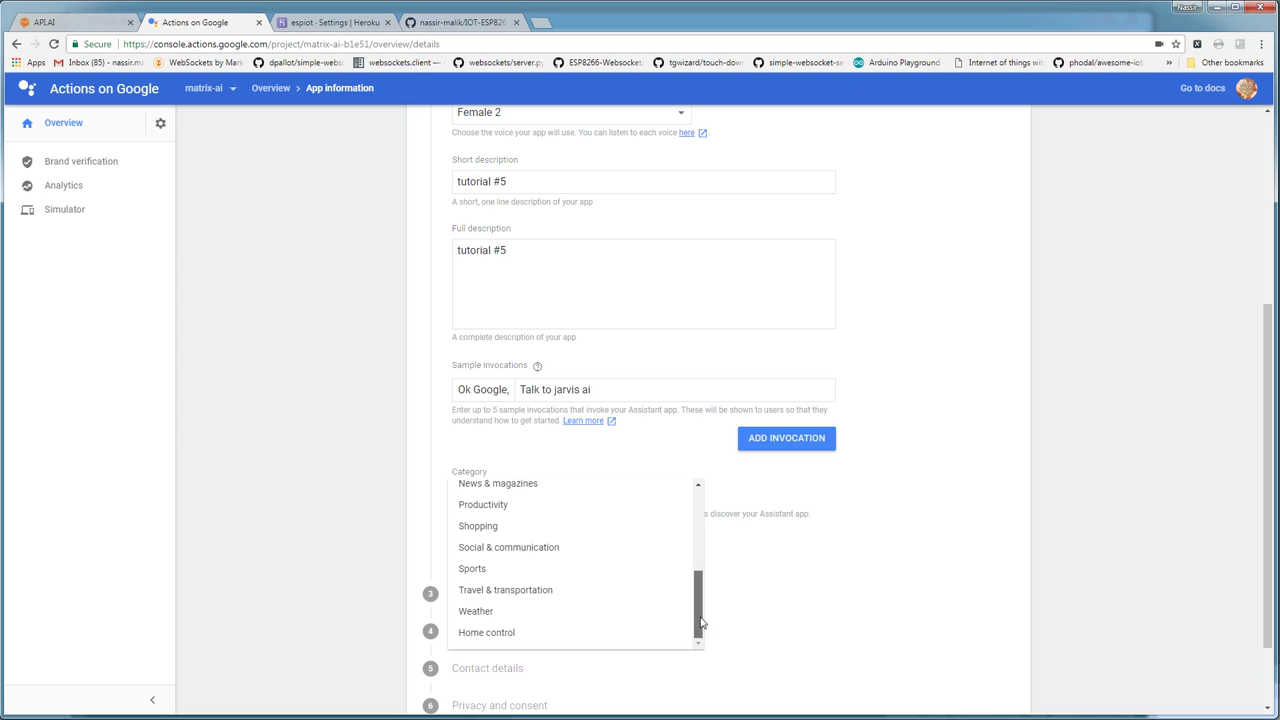 Nassir
API.AI
Actions on Google
espiot · Settings | Heroku
nassir-malik/IOT-ESP826
Secure
https://console.actions.google.com/project/matrix-ai-b1e51/overview/details
Apps
Inbox (85) - nassir.m
WebSockets by Mark
dpallot/simple-webs
websockets.client —
websockets/server.py
ESP8266-Websocket
tgwizard/touch-down
simple-websocket-se
Arduino Playground
Internet of things wit
phodal/awesome-iot
»
Other bookmarks
Actions on Google
matrix-ai
Overview > App information
Go to docs
Overview
Brand verification
Analytics
Simulator
Female 2
Choose the voice your app will use. You can listen to each voice here.
Short description
tutorial #5
A short, one line description of your app
Full description
tutorial #5
A complete description of your app
Sample invocations ?
Ok Google, Talk to jarvis ai
Enter up to 5 sample invocations that invoke your Assistant app. These will be shown to users so that they
understand how to get started. Learn more
ADD INVOCATION
Category
News & magazines
Productivity
s discover your Assistant app.
Shopping
Social & communication
Sports
Travel & transportation
3
Weather
4
Home control
5 Contact details
6 Privacy and consent